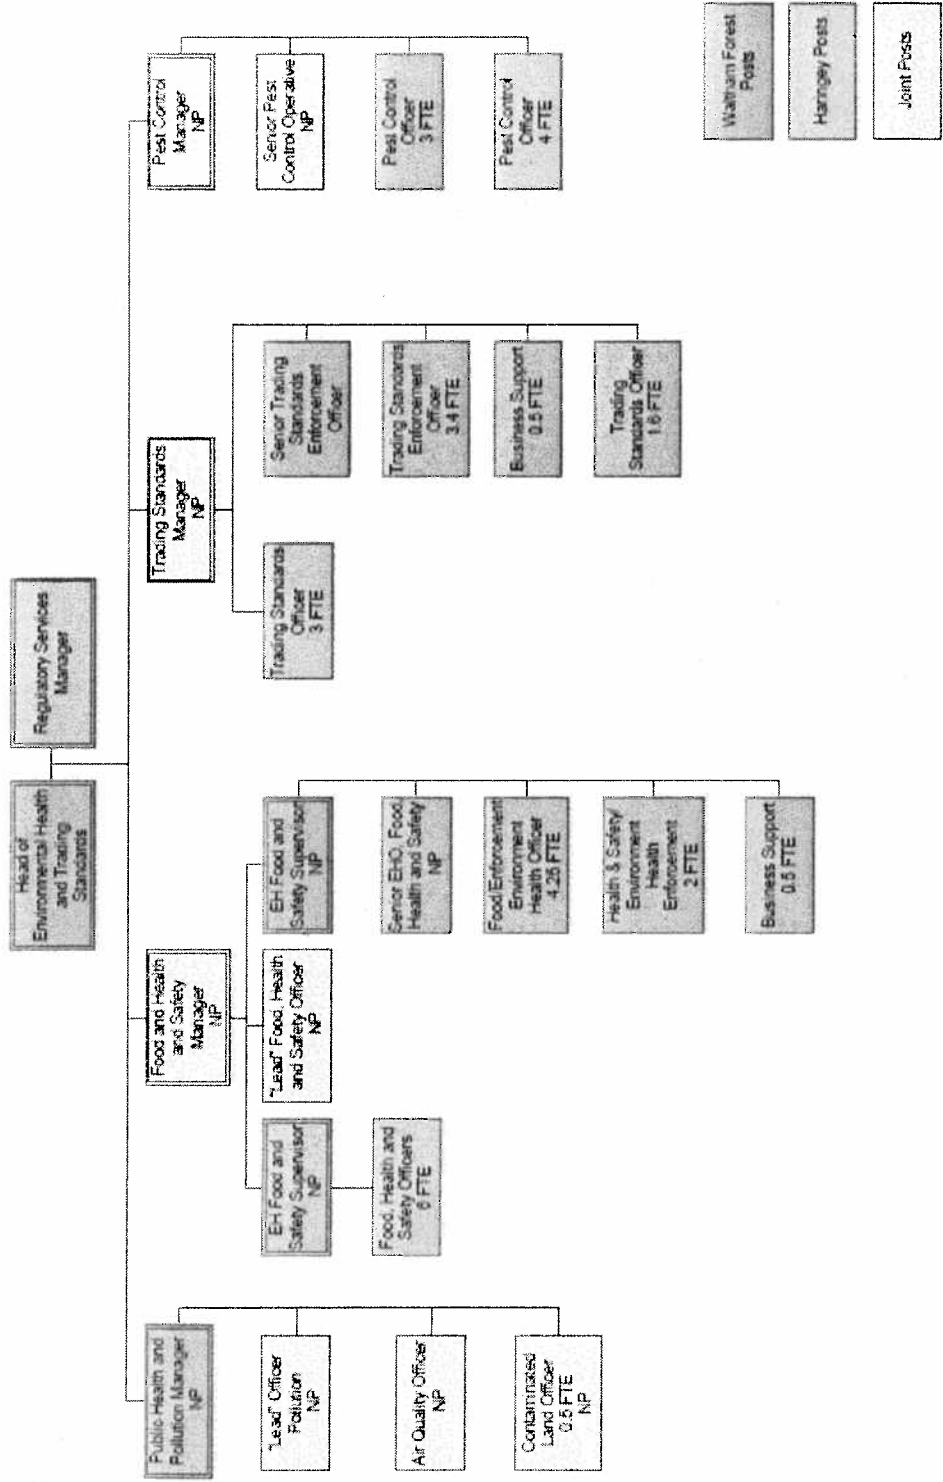 Head of
Environmental Health
and Trading
Standards
Regulatory Services
Manager
Public Health and
Pollution Manager
NP
"Lead" Officer
Pollution
NP
Air Quality Officer
NP
Contaminated
Land Officer
0.5 FTE
NP
Food and Health
and Safety
Manager
NP
EH Food and
Safety Supervisor
NP
Food, Health and
Safety Officers
6 FTE
"Lead" Food, Health
and Safety Officer
NP
EH Food and
Safety Supervisor
NP
Senior EHO, Food,
Health and Safety
NP
Food/Enforcement
Environment
Health Officer
4.25 FTE
Health & Safety/
Environment
Health
Enforcement
2 FTE
Business Support
0.5 FTE
Trading Standards
Manager
NP
Trading Standards
Officer
3 FTE
Senior Trading
Standards
Enforcement
Officer
Trading Standards
Enforcement
Officer
3.4 FTE
Business Support
0.5 FTE
Trading
Standards Officer
1.6 FTE
Pest Control
Manager
NP
Senior Pest
Control Operative
NP
Pest Control
Officer
3 FTE
Pest Control
Officer
4 FTE
Waltham Forest
Posts
Haringey Posts
Joint Posts